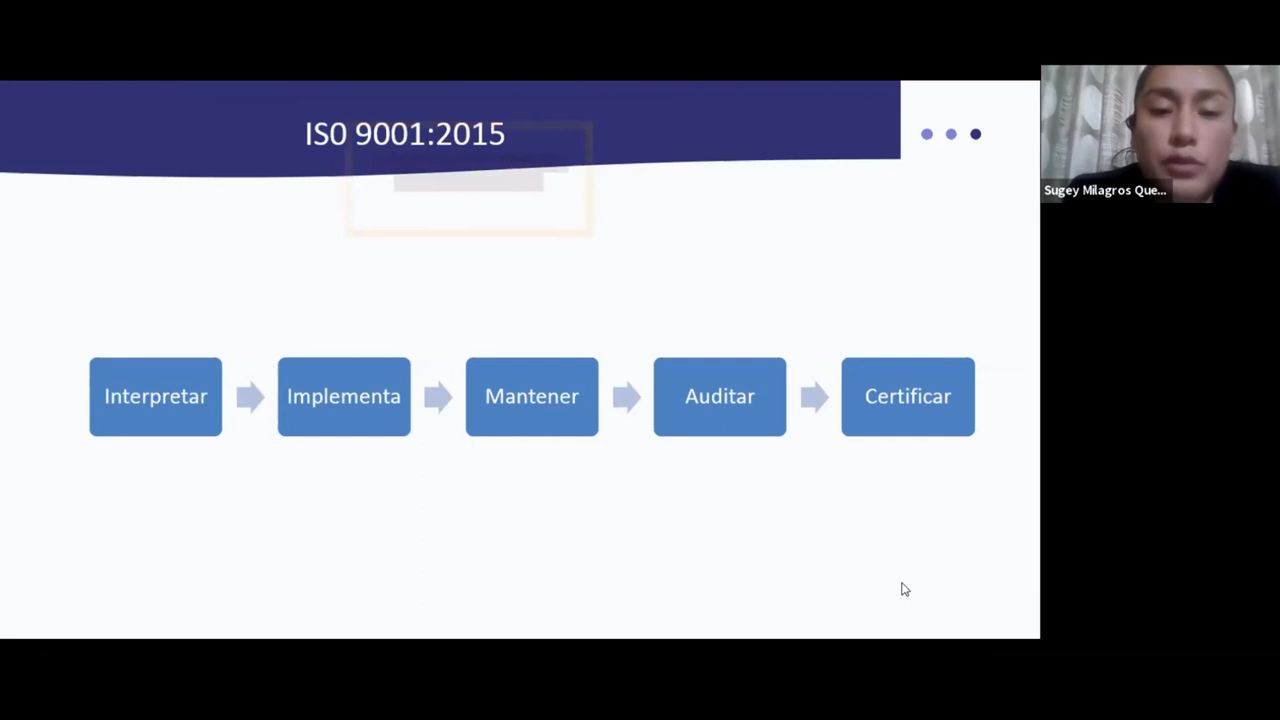 IS0 9001:2015
Interpretar
Implementa
Mantener
Auditar
Certificar
Sugey Milagros Que...